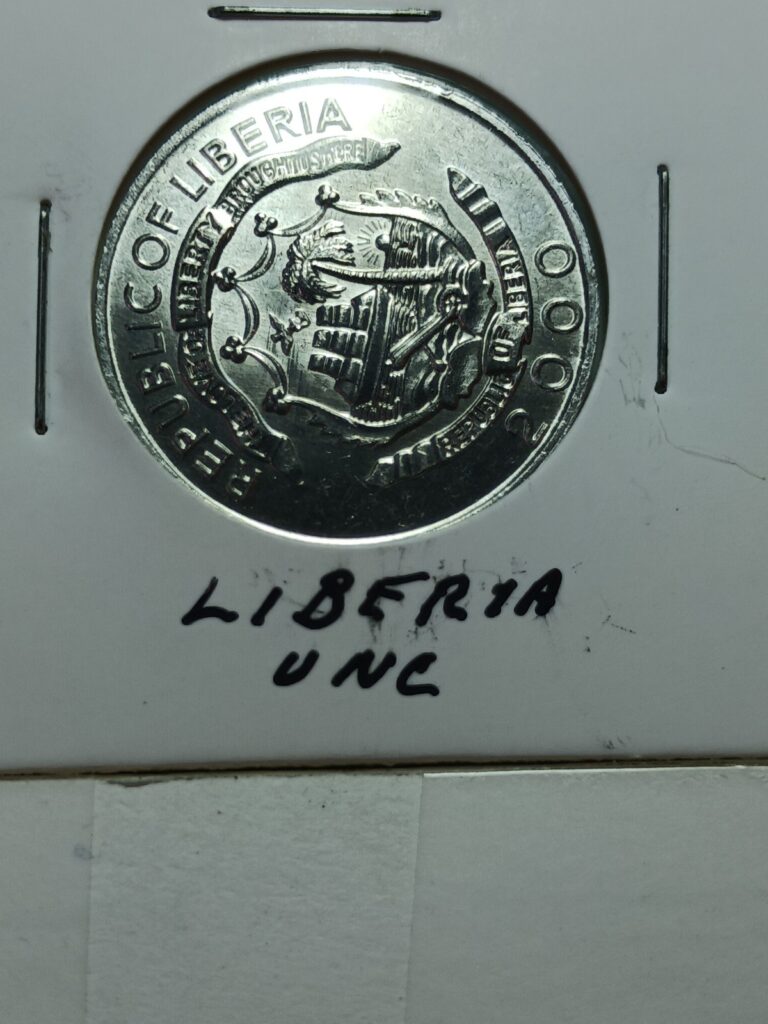 REPUBLIC OF LIBERIA
THE LOVE OF LIBERTY BROUGHT US HERE
REPUBLIC OF LIBERIA
2000
LIBERIA
UNC